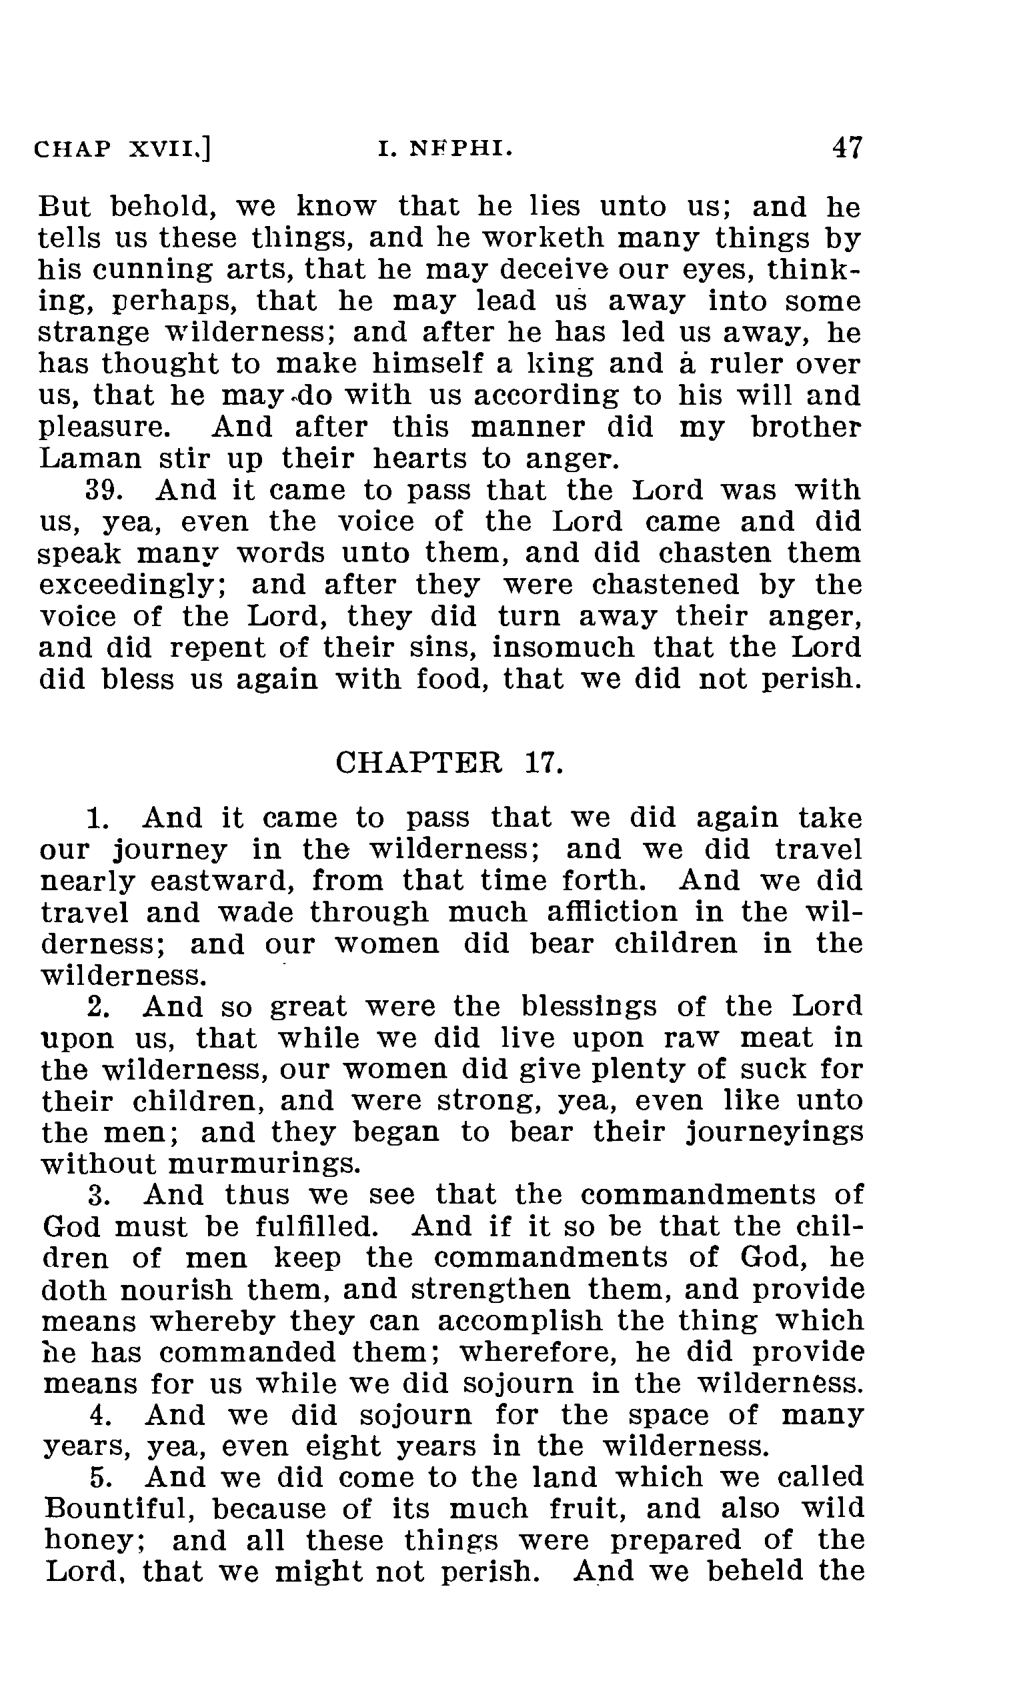 CHAP XVII.] I. NEPHI. 47
But behold, we know that he lies unto us; and he
tells us these things, and he worketh many things by
his cunning arts, that he may deceive our eyes, think-
ing, perhaps, that he may lead us away into some
strange wilderness; and after he has led us away, he
has thought to make himself a king and a ruler over
us, that he may do with us according to his will and
pleasure. And after this manner did my brother
Laman stir up their hearts to anger.
39. And it came to pass that the Lord was with
us, yea, even the voice of the Lord came and did
speak many words unto them, and did chasten them
exceedingly; and after they were chastened by the
voice of the Lord, they did turn away their anger,
and did repent of their sins, insomuch that the Lord
did bless us again with food, that we did not perish.
CHAPTER 17.
1. And it came to pass that we did again take
our journey in the wilderness; and we did travel
nearly eastward, from that time forth. And we did
travel and wade through much affliction in the wil-
derness; and our women did bear children in the
wilderness.
2. And so great were the blessings of the Lord
upon us, that while we did live upon raw meat in
the wilderness, our women did give plenty of suck for
their children, and were strong, yea, even like unto
the men; and they began to bear their journeyings
without murmurings.
3. And thus we see that the commandments of
God must be fulfilled. And if it so be that the chil-
dren of men keep the commandments of God, he
doth nourish them, and strengthen them, and provide
means whereby they can accomplish the thing which
he has commanded them; wherefore, he did provide
means for us while we did sojourn in the wilderness.
4. And we did sojourn for the space of many
years, yea, even eight years in the wilderness.
5. And we did come to the land which we called
Bountiful, because of its much fruit, and also wild
honey; and all these things were prepared of the
Lord, that we might not perish. And we beheld the